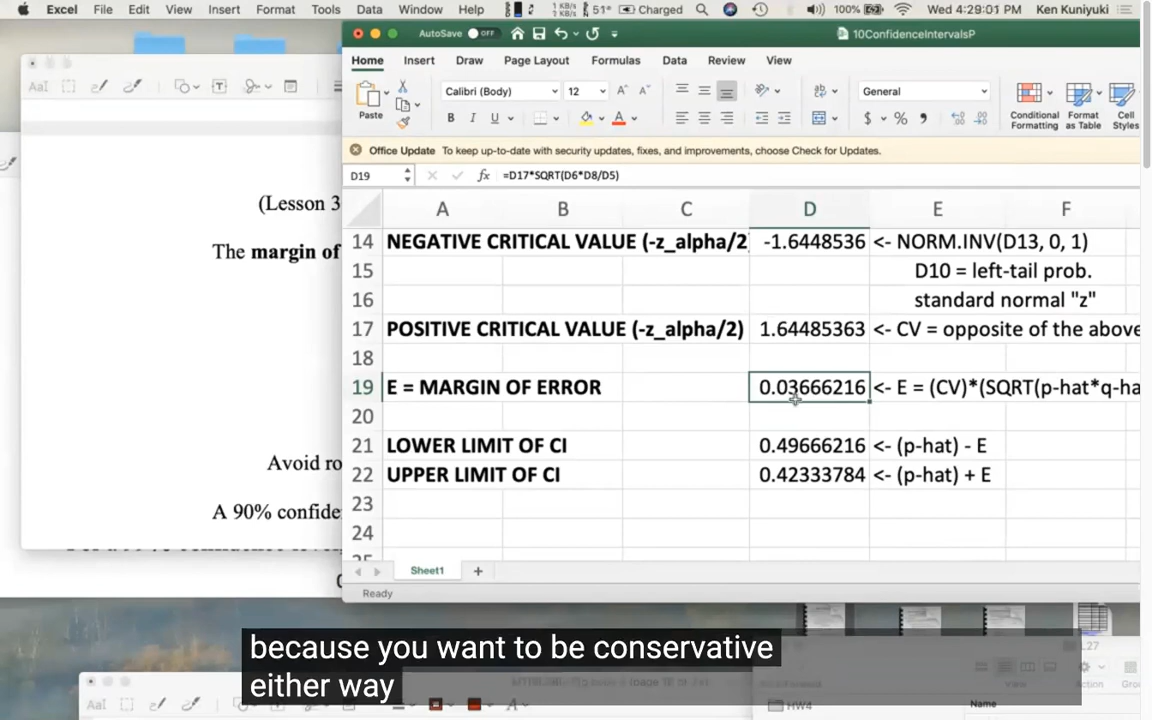 Excel File Edit View Insert Format Tools Data Window Help 51° Charged 100% Wed 4:29:01 PM Ken Kuniyuki
AutoSave OFF 10ConfidenceIntervalsP
Home Insert Draw Page Layout Formulas Data Review View
Paste Calibri (Body) 12 General Conditional Formatting Format as Table Cell Styles
Office Update To keep up-to-date with security updates, fixes, and improvements, choose Check for Updates.
D19 fx =D17*SQRT(D6*D8/D5)
A B C D E F
14 NEGATIVE CRITICAL VALUE (-z_alpha/2) -1.6448536 <- NORM.INV(D13, 0, 1)
15 D10 = left-tail prob.
16 standard normal "z"
17 POSITIVE CRITICAL VALUE (-z_alpha/2) 1.64485363 <- CV = opposite of the above
18
19 E = MARGIN OF ERROR 0.03666216 <- E = (CV)*(SQRT(p-hat*q-ha
20
21 LOWER LIMIT OF CI 0.49666216 <- (p-hat) - E
22 UPPER LIMIT OF CI 0.42333784 <- (p-hat) + E
23
24
Sheet1 +
Ready
(Lesson 3
The margin of
Avoid ro
A 90% confide
because you want to be conservative
either way
HW4
Name